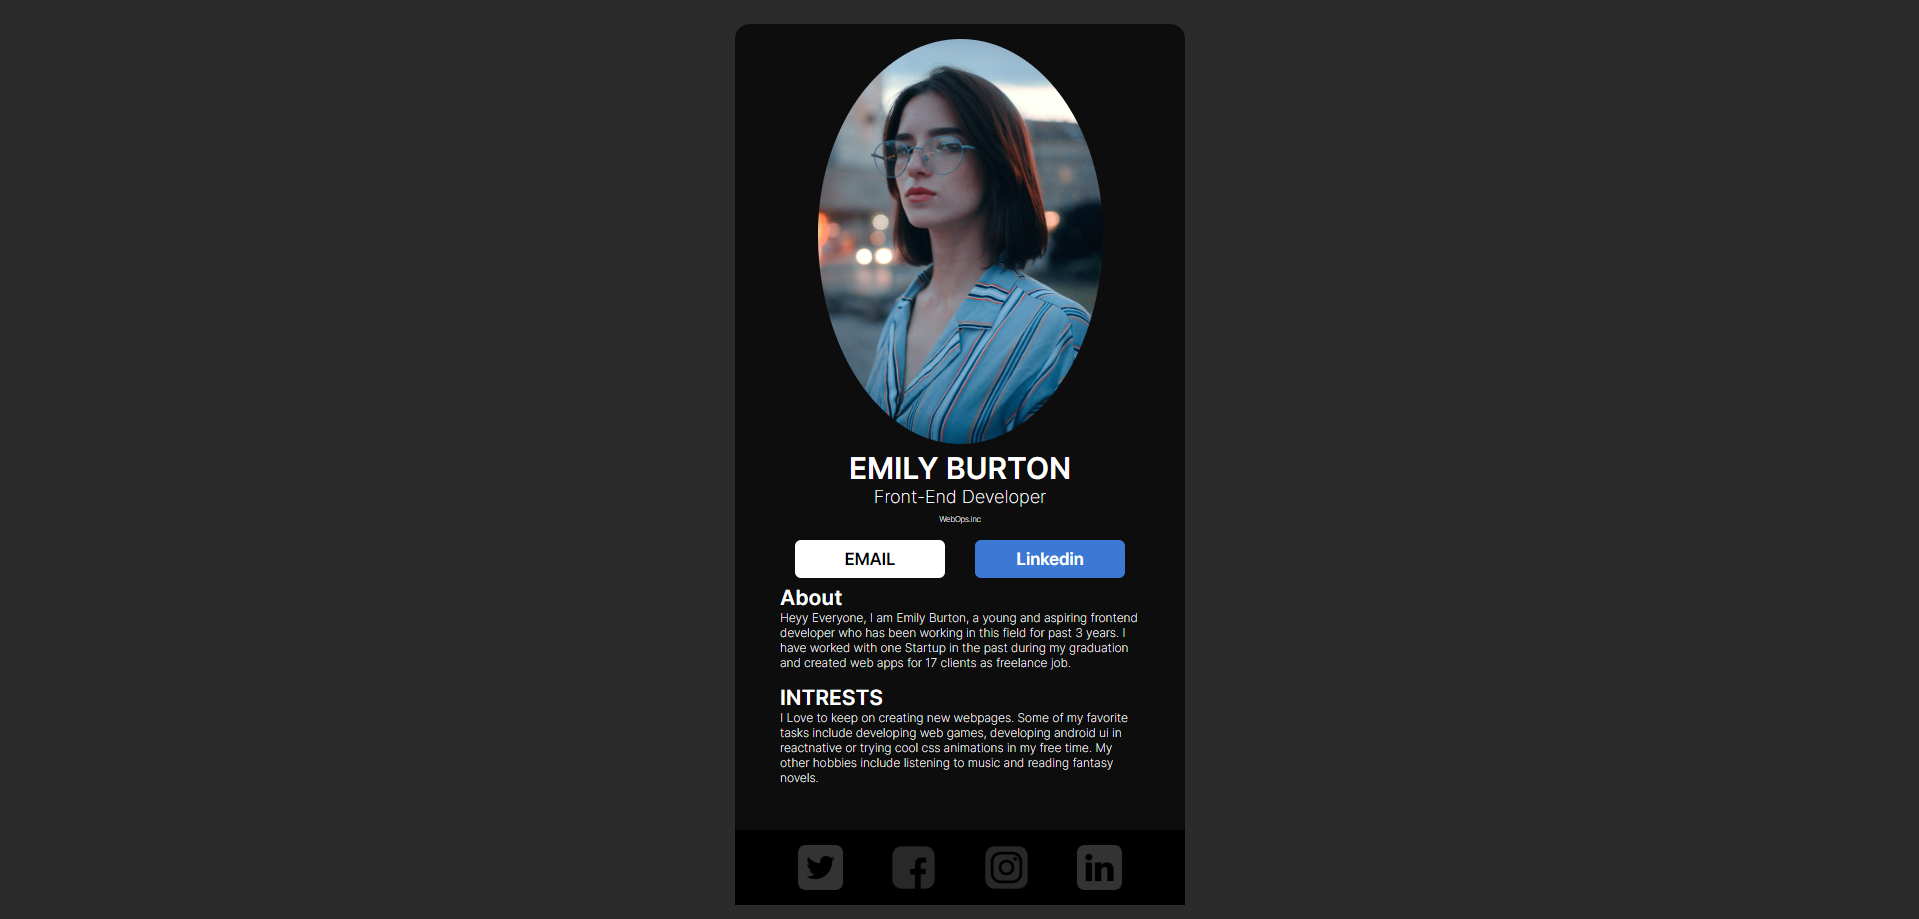 EMILY BURTON
Front-End Developer
WebOps.inc
EMAIL
Linkedin
About
Heyy Everyone, I am Emily Burton, a young and aspiring frontend
developer who has been working in this field for past 3 years. I
have worked with one Startup in the past during my graduation
and created web apps for 17 clients as freelance job.
INTRESTS
I Love to keep on creating new webpages. Some of my favorite
tasks include developing web games, developing android ui in
reactnative or trying cool css animations in my free time. My
other hobbies include listening to music and reading fantasy
novels.